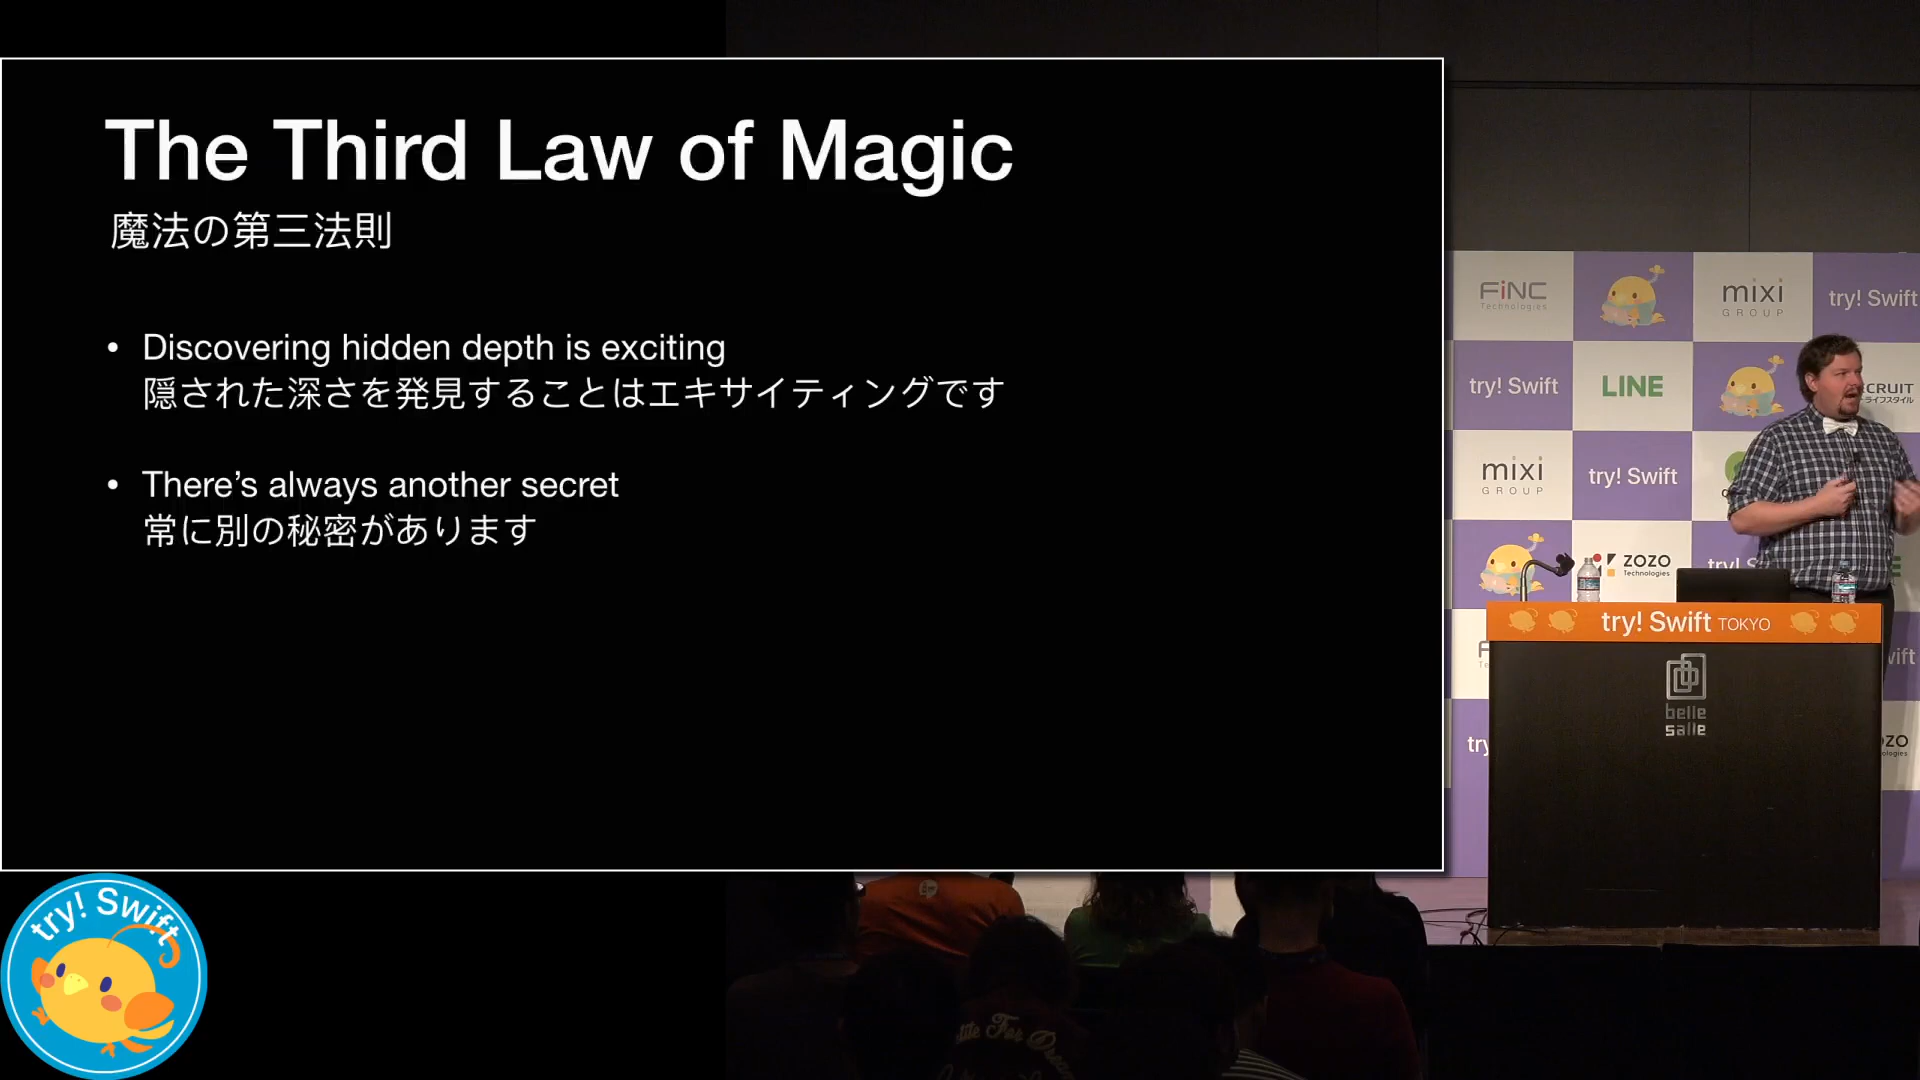 The Third Law of Magic
魔法の第三法則
• Discovering hidden depth is exciting
隠された深さを発見することはエキサイティングです
• There's always another secret
常に別の秘密があります
FiNC
Technologies
mixi
GROUP
try! Swift
try! Swift
LINE
CRUIT
ライフスタイル
mixi
GROUP
try! Swift
ZOZO
Technologies
try! S
try! Swift TOKYO
belle
salle
try
ZO
ologies
try! Swift